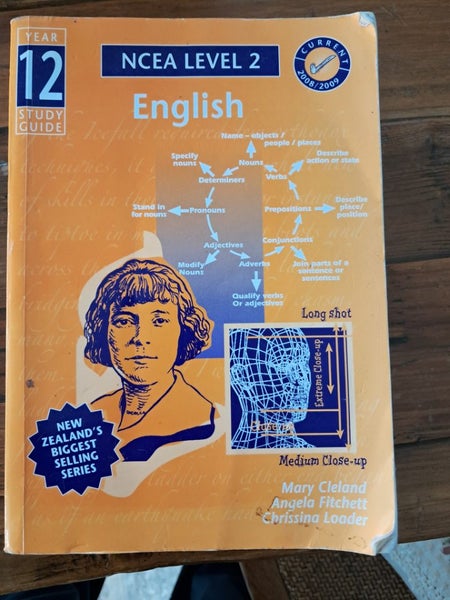 YEAR
12
STUDY
GUIDE
NCEA LEVEL 2
CURRENT
2008/2009
English
Name – objects /
people / places
Specify
nouns
Nouns
Describe
action or state
Determiners
Verbs
Stand in
for nouns
Pronouns
Prepositions
Describe
place/
position
Adjectives
Conjunctions
Modify
Nouns
Adverbs
Join parts of a
sentence or
sentences
Qualify verbs
Or adjectives
Long shot
Extreme Close-up
Close-up
Medium Close-up
NEW
ZEALAND'S
BIGGEST
SELLING
SERIES
Mary Cleland
Angela Fitchett
Chrissina Loader